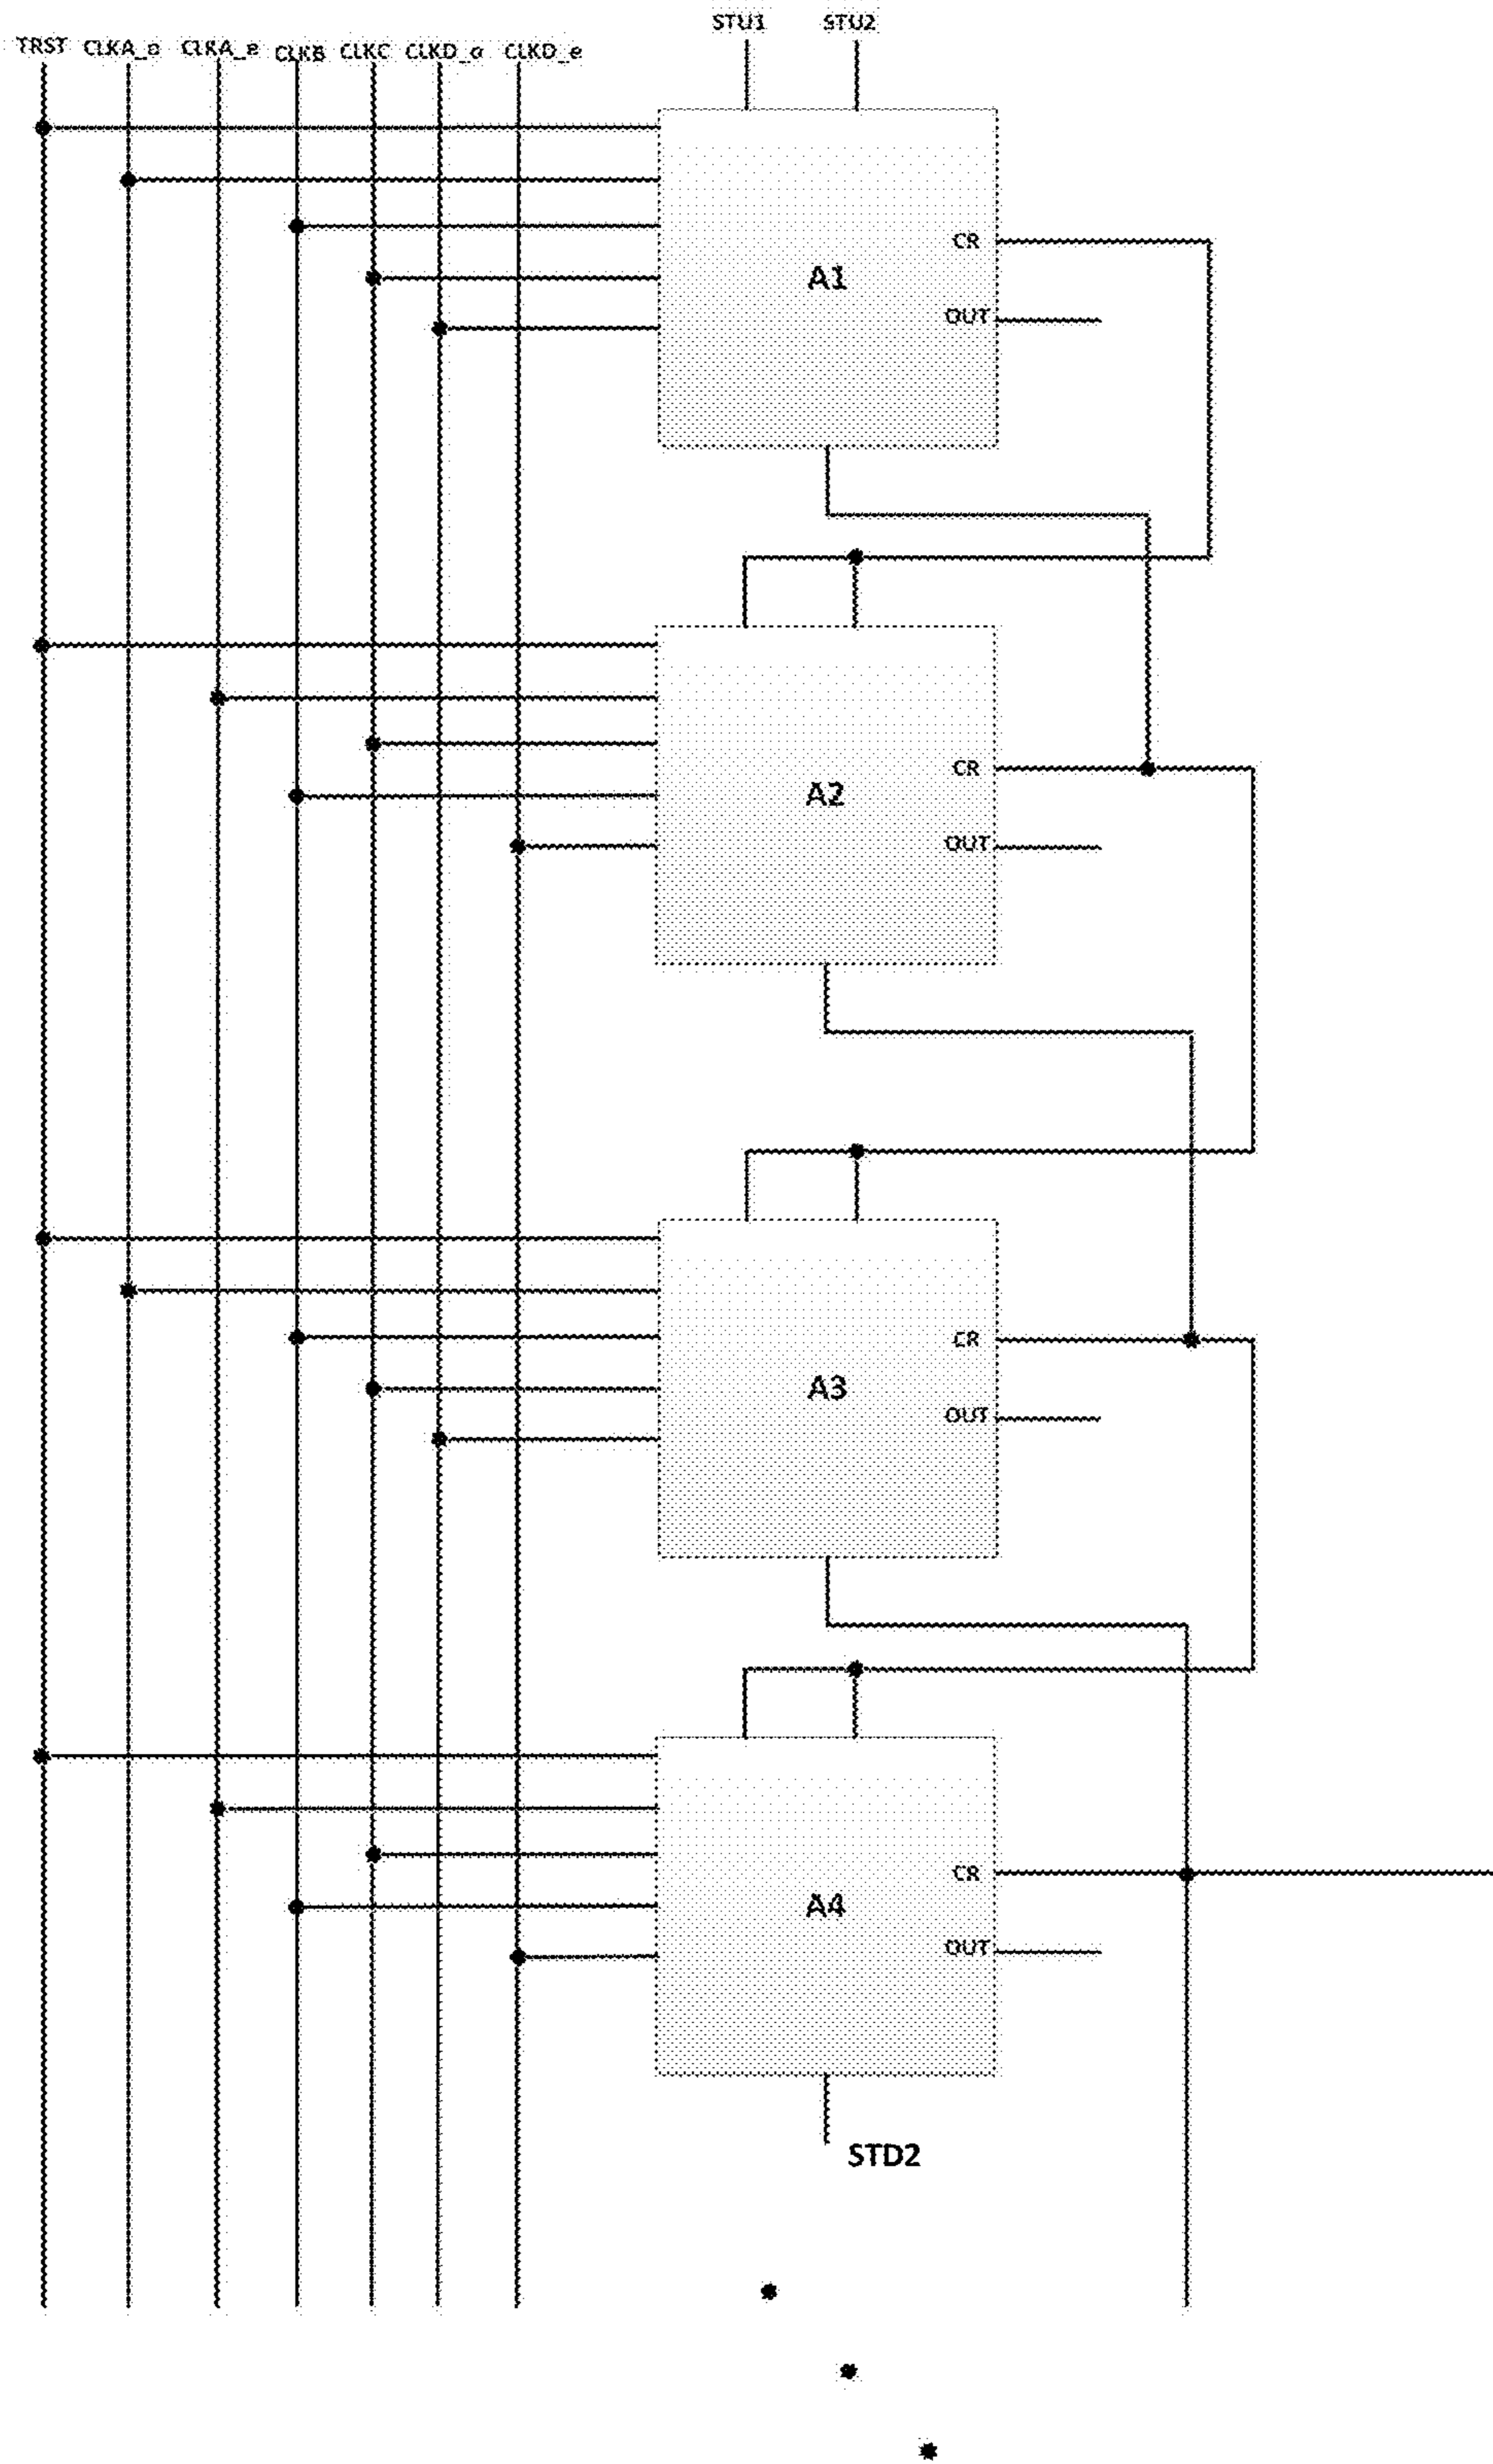 STU1 STU2
TRST CLKA_o CLKA_e CLKB CLKC CLKD_o CLKD_e
CR
A1
OUT
CR
A2
OUT
CR
A3
OUT
CR
A4
OUT
STD2